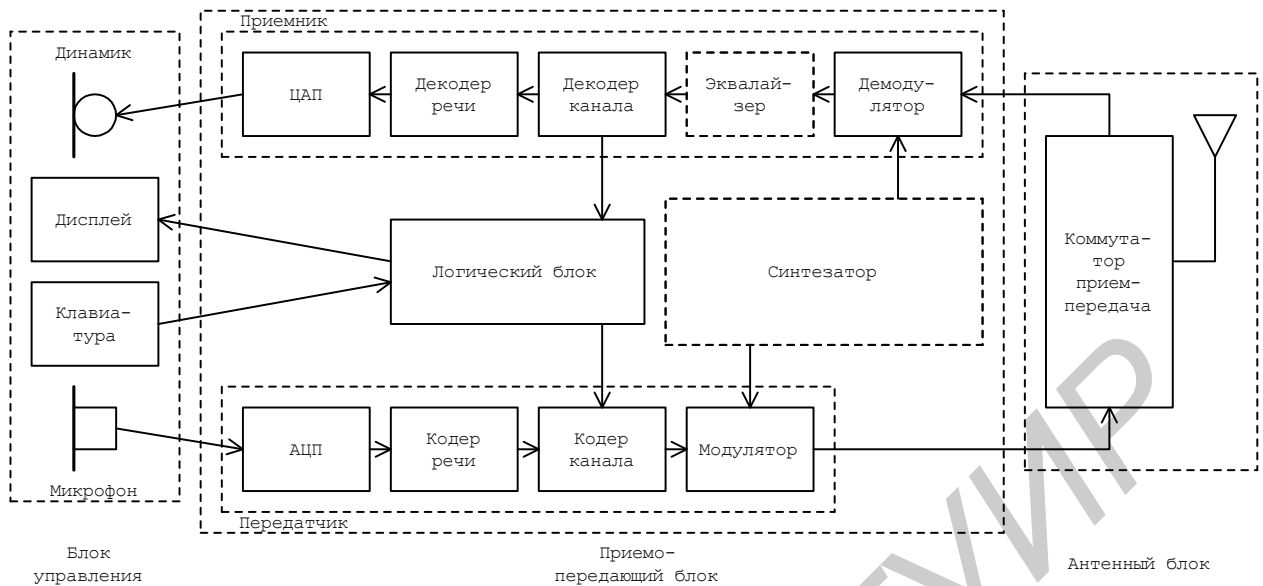 Приемник
Динамик
ЦАП
Декодер
речи
Декодер
канала
Эквалай-
зер
Демоду-
лятор
Дисплей
Логический блок
Синтезатор
Коммута-
тор
прием-
передача
Клавиа-
тура
АЦП
Кодер
речи
Кодер
канала
Модулятор
Микрофон
Передатчик
Блок
управления
Приемо-
передающий блок
Антенный блок